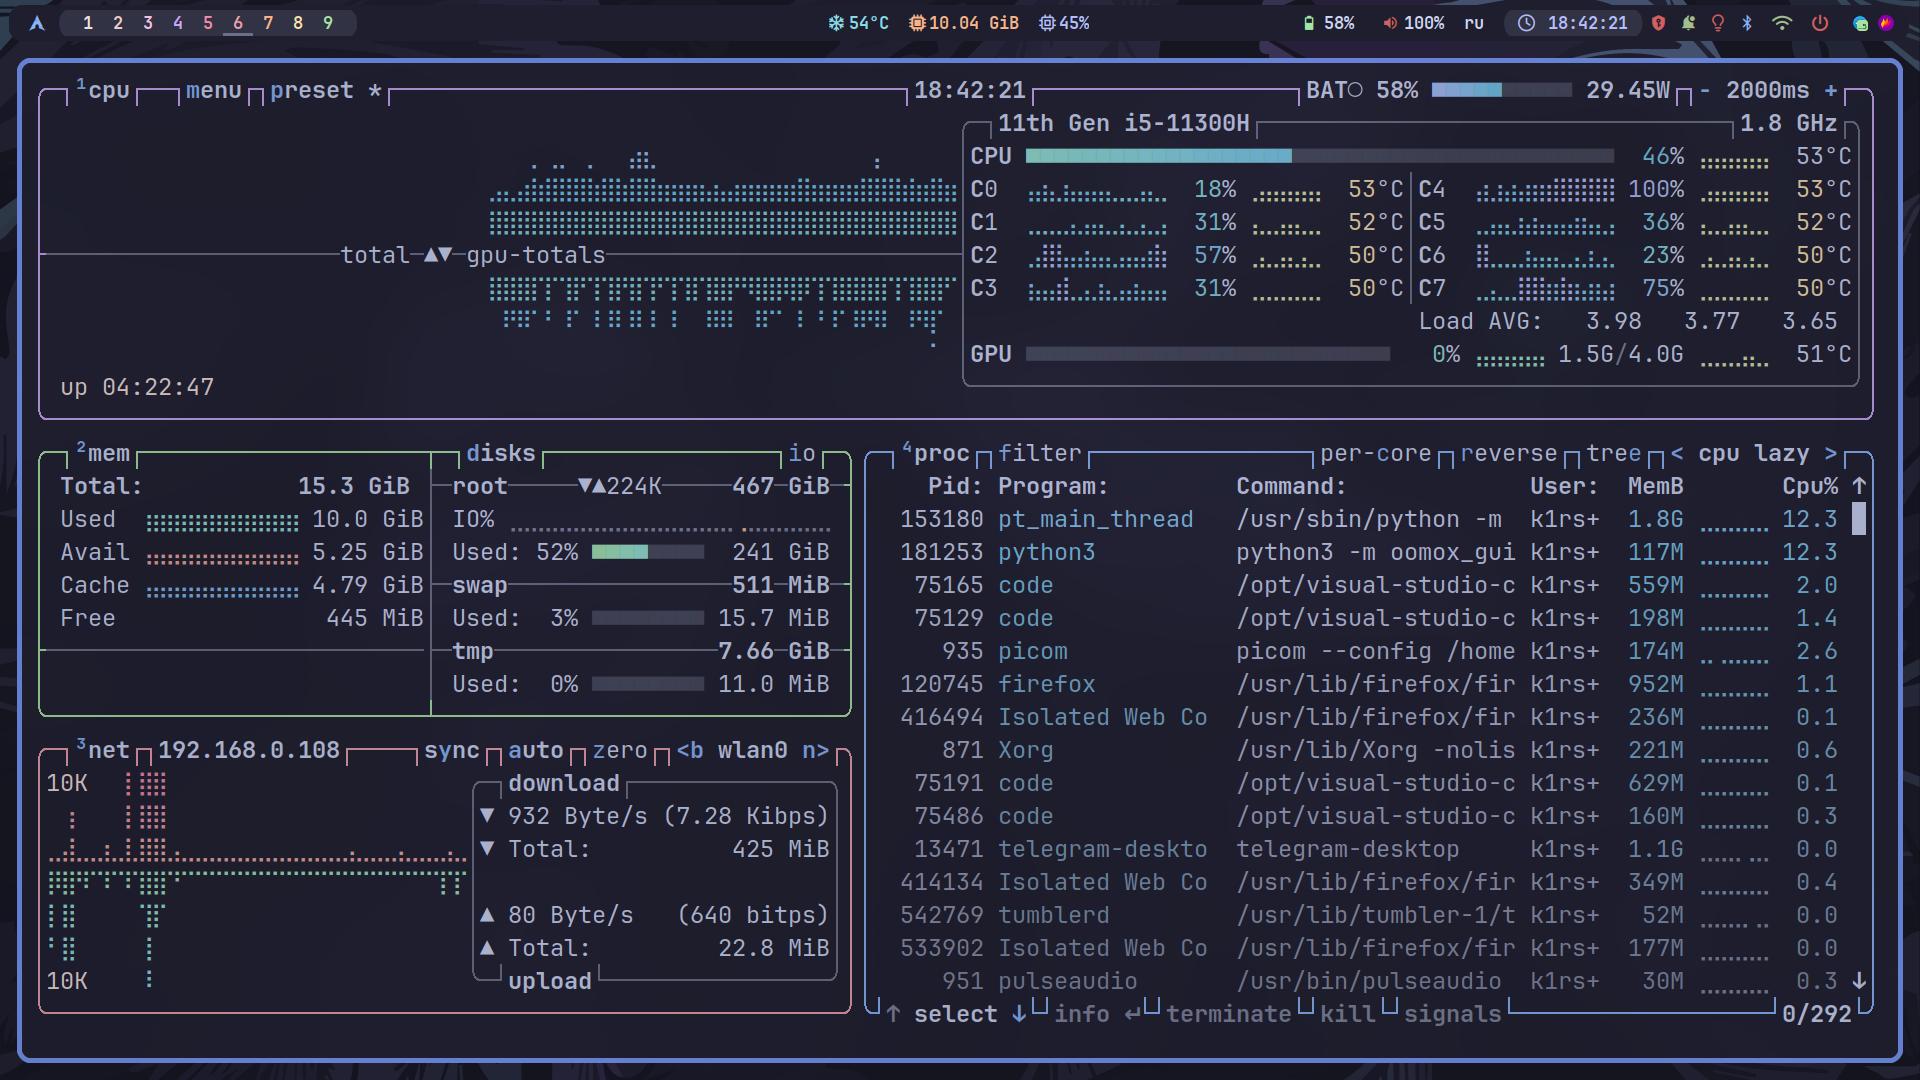 1 2 3 4 5 6 7 8 9 54°C 10.04 GiB 45% 58% 100% ru 18:42:21
1cpu menu preset * 18:42:21 BAT○ 58% 29.45W - 2000ms +
11th Gen i5-11300H 1.8 GHz
CPU 46% 53°C
C0 18% 53°C C4 100% 53°C
C1 31% 52°C C5 36% 52°C
total ▲▼ gpu-totals
C2 57% 50°C C6 23% 50°C
C3 31% 50°C C7 75% 50°C
Load AVG: 3.98 3.77 3.65
GPU 0% 1.5G/4.0G 51°C
up 04:22:47
2mem disks io
Total: 15.3 GiB root ▼▲224K 467 GiB
Used 10.0 GiB IO%
Avail 5.25 GiB Used: 52% 241 GiB
Cache 4.79 GiB swap 511 MiB
Free 445 MiB Used: 3% 15.7 MiB
tmp 7.66 GiB
Used: 0% 11.0 MiB
3net 192.168.0.108 sync auto zero <b wlan0 n>
10K download
▼ 932 Byte/s (7.28 Kibps)
▼ Total: 425 MiB
▲ 80 Byte/s (640 bitps)
▲ Total: 22.8 MiB
10K upload
4proc filter per-core reverse tree < cpu lazy >
Pid: Program: Command: User: MemB Cpu% ↑
153180 pt_main_thread /usr/sbin/python -m k1rs+ 1.8G 12.3
181253 python3 python3 -m oomox_gui k1rs+ 117M 12.3
75165 code /opt/visual-studio-c k1rs+ 559M 2.0
75129 code /opt/visual-studio-c k1rs+ 198M 1.4
935 picom picom --config /home k1rs+ 174M 2.6
120745 firefox /usr/lib/firefox/fir k1rs+ 952M 1.1
416494 Isolated Web Co /usr/lib/firefox/fir k1rs+ 236M 0.1
871 Xorg /usr/lib/Xorg -nolis k1rs+ 221M 0.6
75191 code /opt/visual-studio-c k1rs+ 629M 0.1
75486 code /opt/visual-studio-c k1rs+ 160M 0.3
13471 telegram-deskto telegram-desktop k1rs+ 1.1G 0.0
414134 Isolated Web Co /usr/lib/firefox/fir k1rs+ 349M 0.4
542769 tumblerd /usr/lib/tumbler-1/t k1rs+ 52M 0.0
533902 Isolated Web Co /usr/lib/firefox/fir k1rs+ 177M 0.0
951 pulseaudio /usr/bin/pulseaudio k1rs+ 30M 0.3 ↓
↑ select ↓ info ↵ terminate kill signals 0/292